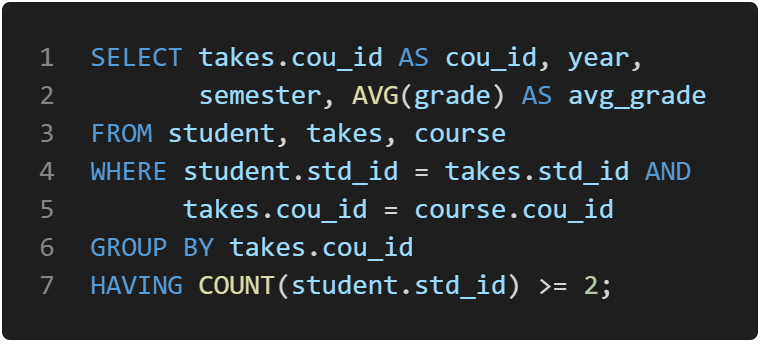 1 SELECT takes.cou_id AS cou_id, year,
2 semester, AVG(grade) AS avg_grade
3 FROM student, takes, course
4 WHERE student.std_id = takes.std_id AND
5 takes.cou_id = course.cou_id
6 GROUP BY takes.cou_id
7 HAVING COUNT(student.std_id) >= 2;